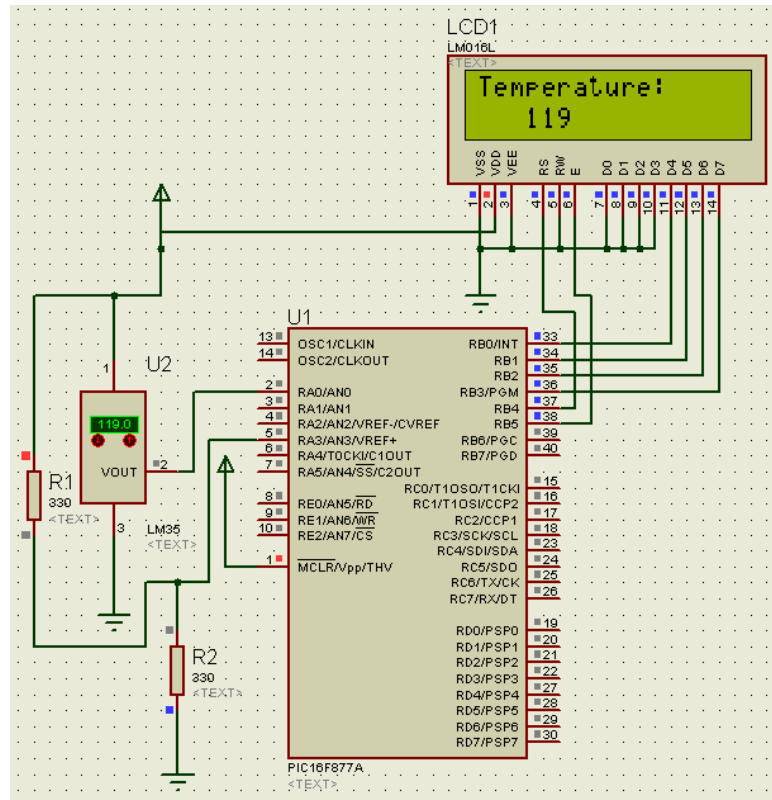 LCD1
LM016L
<TEXT>
Temperature:
119
VSS VDD VEE RS RW E D0 D1 D2 D3 D4 D5 D6 D7
1 2 3 4 5 6 7 8 9 10 11 12 13 14
U1
13 OSC1/CLKIN RB0/INT 33
14 OSC2/CLKOUT RB1 34
RB2 35
2 RA0/AN0 RB3/PGM 36
3 RA1/AN1 RB4 37
4 RA2/AN2/VREF-/CVREF RB5 38
5 RA3/AN3/VREF+ RB6/PGC 39
6 RA4/T0CKI/C1OUT RB7/PGD 40
7 RA5/AN4/SS/C2OUT
RC0/T1OSO/T1CKI 15
8 RE0/AN5/RD RC1/T1OSI/CCP2 16
9 RE1/AN6/WR RC2/CCP1 17
10 RE2/AN7/CS RC3/SCK/SCL 18
RC4/SDI/SDA 23
1 MCLR/Vpp/THV RC5/SDO 24
RC6/TX/CK 25
RC7/RX/DT 26
RD0/PSP0 19
RD1/PSP1 20
RD2/PSP2 21
RD3/PSP3 22
RD4/PSP4 27
RD5/PSP5 28
RD6/PSP6 29
RD7/PSP7 30
PIC16F877A
<TEXT>
U2
1
119.0
VOUT 2
3
LM35
<TEXT>
R1
330
<TEXT>
R2
330
<TEXT>